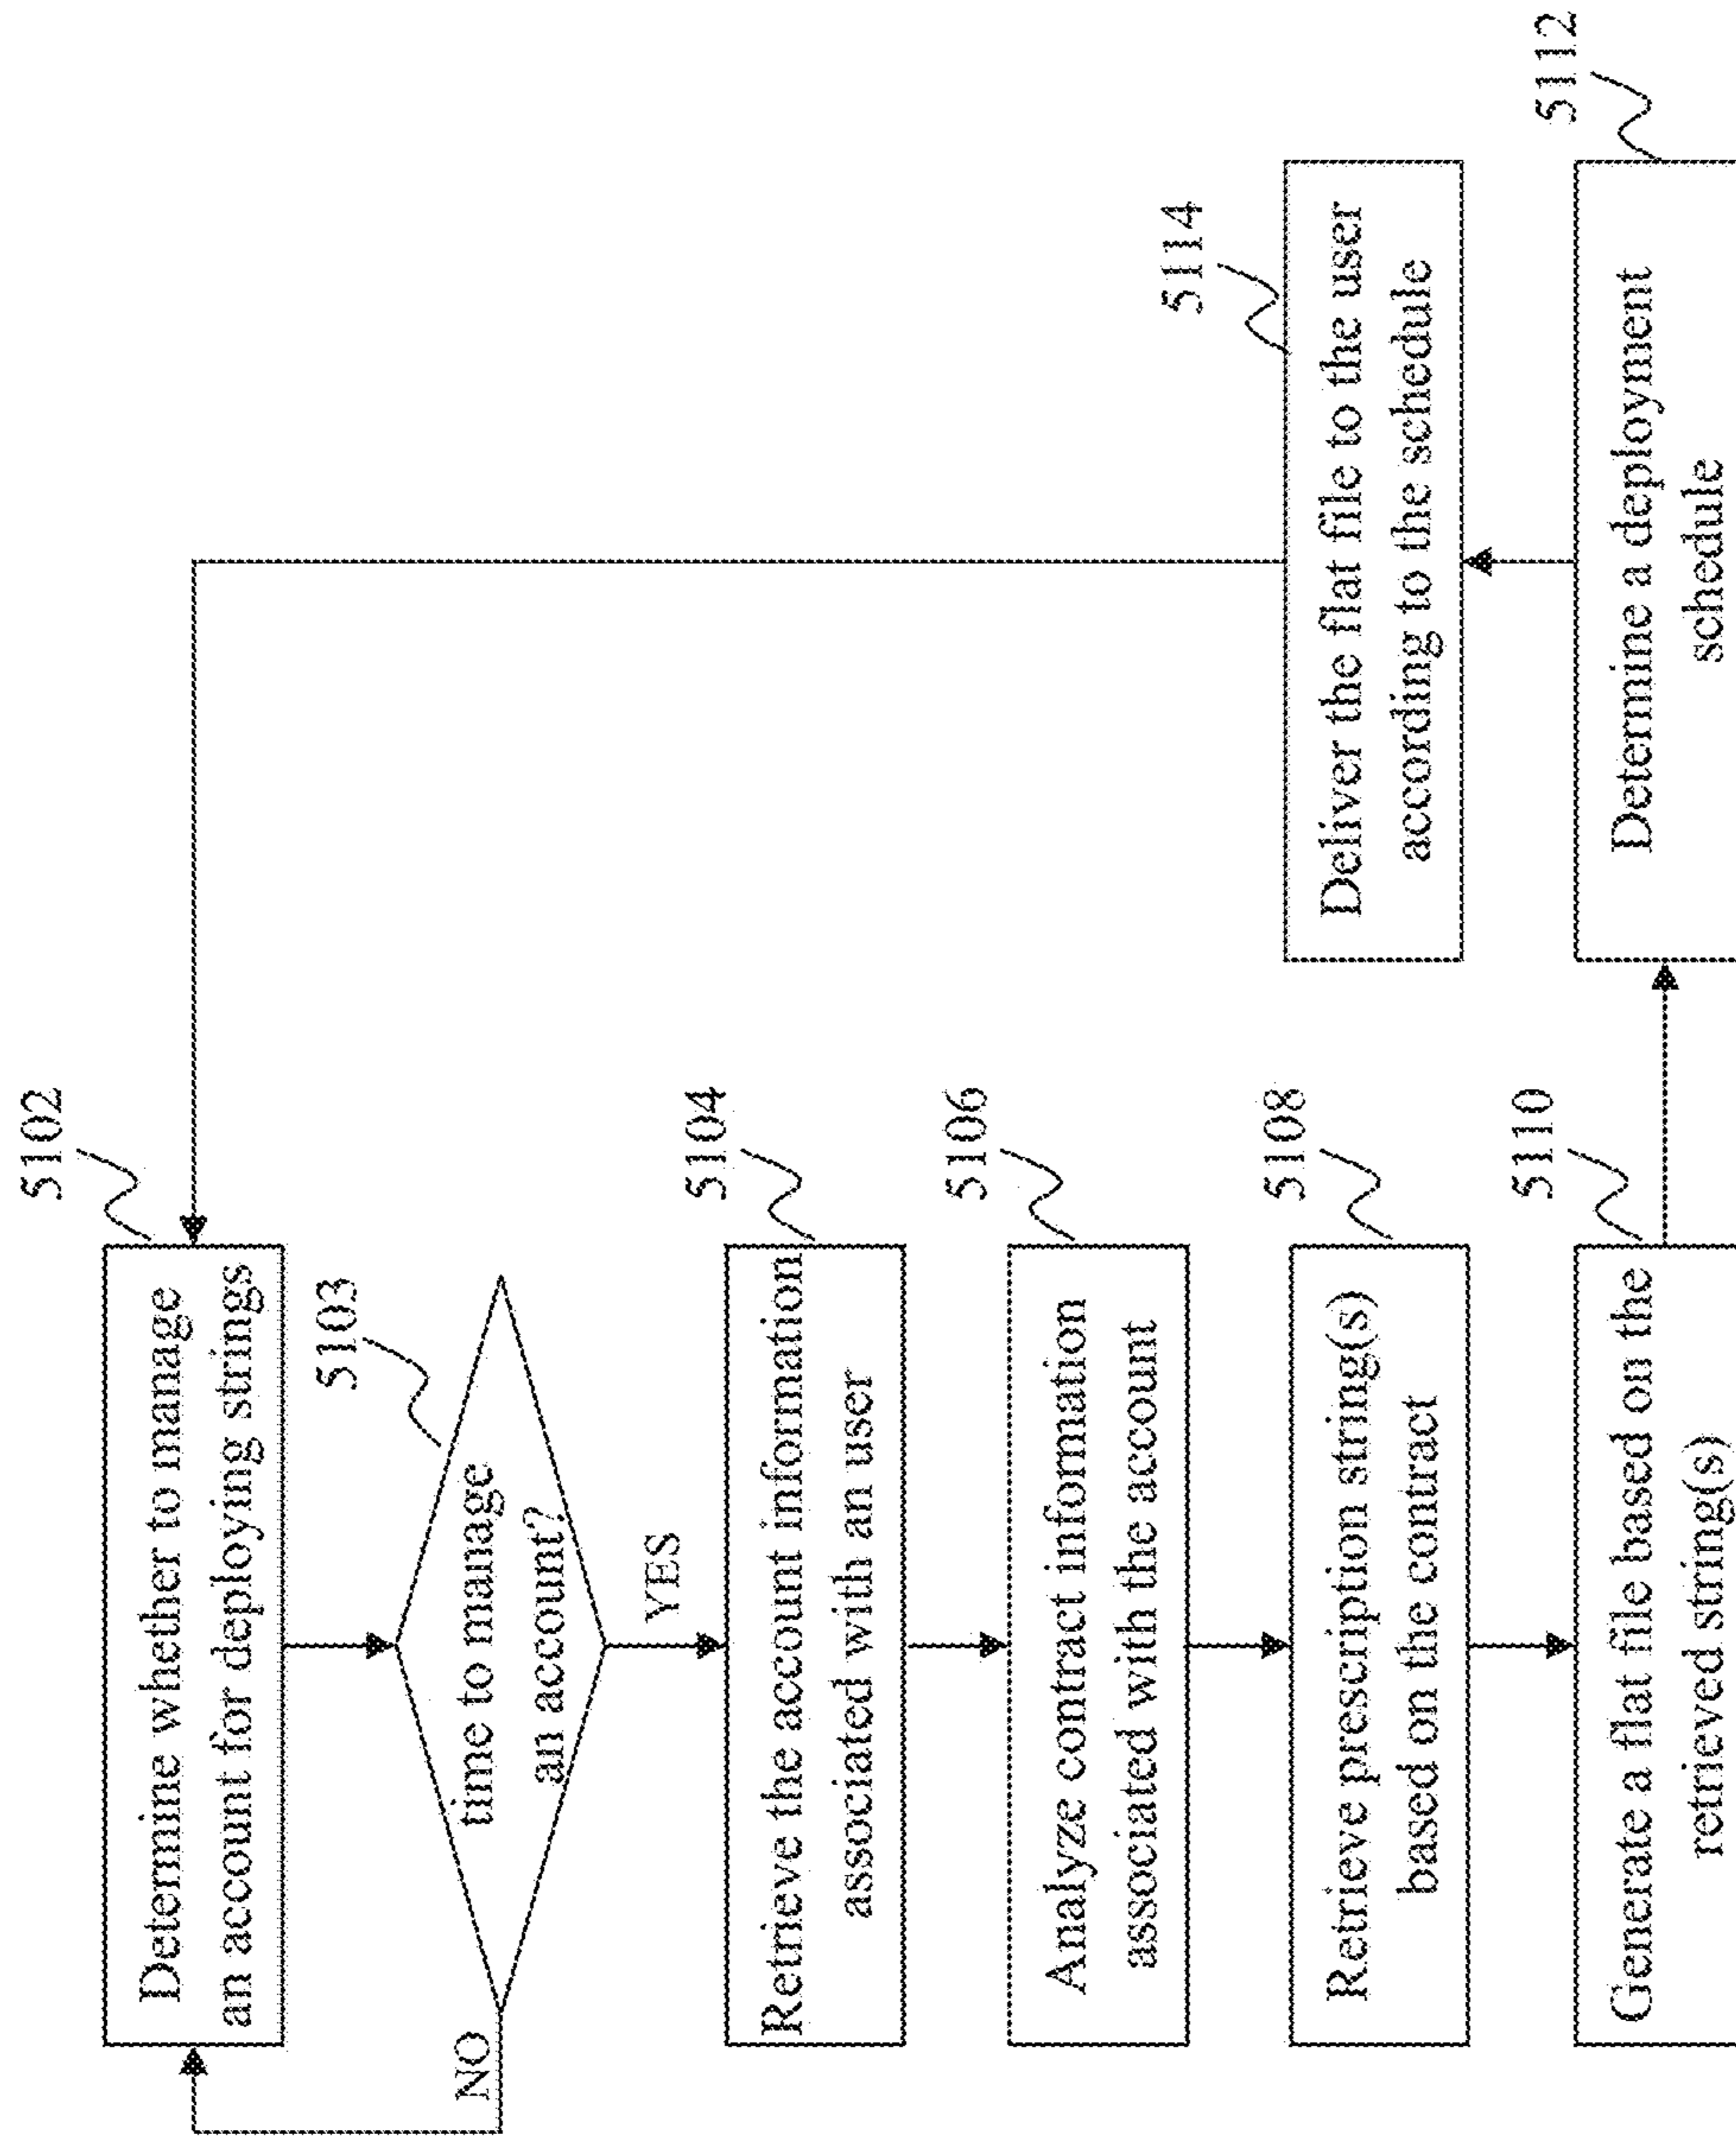 5102
Determine whether to manage
an account for deploying strings
5103
time to manage
an account?
NO
YES
5104
Retrieve the account information
associated with an user
5106
Analyze contract information
associated with the account
5108
Retrieve prescription string(s)
based on the contract
5110
Generate a flat file based on the
retrieved string(s)
5112
Determine a deployment
schedule
5114
Deliver the flat file to the user
according to the schedule